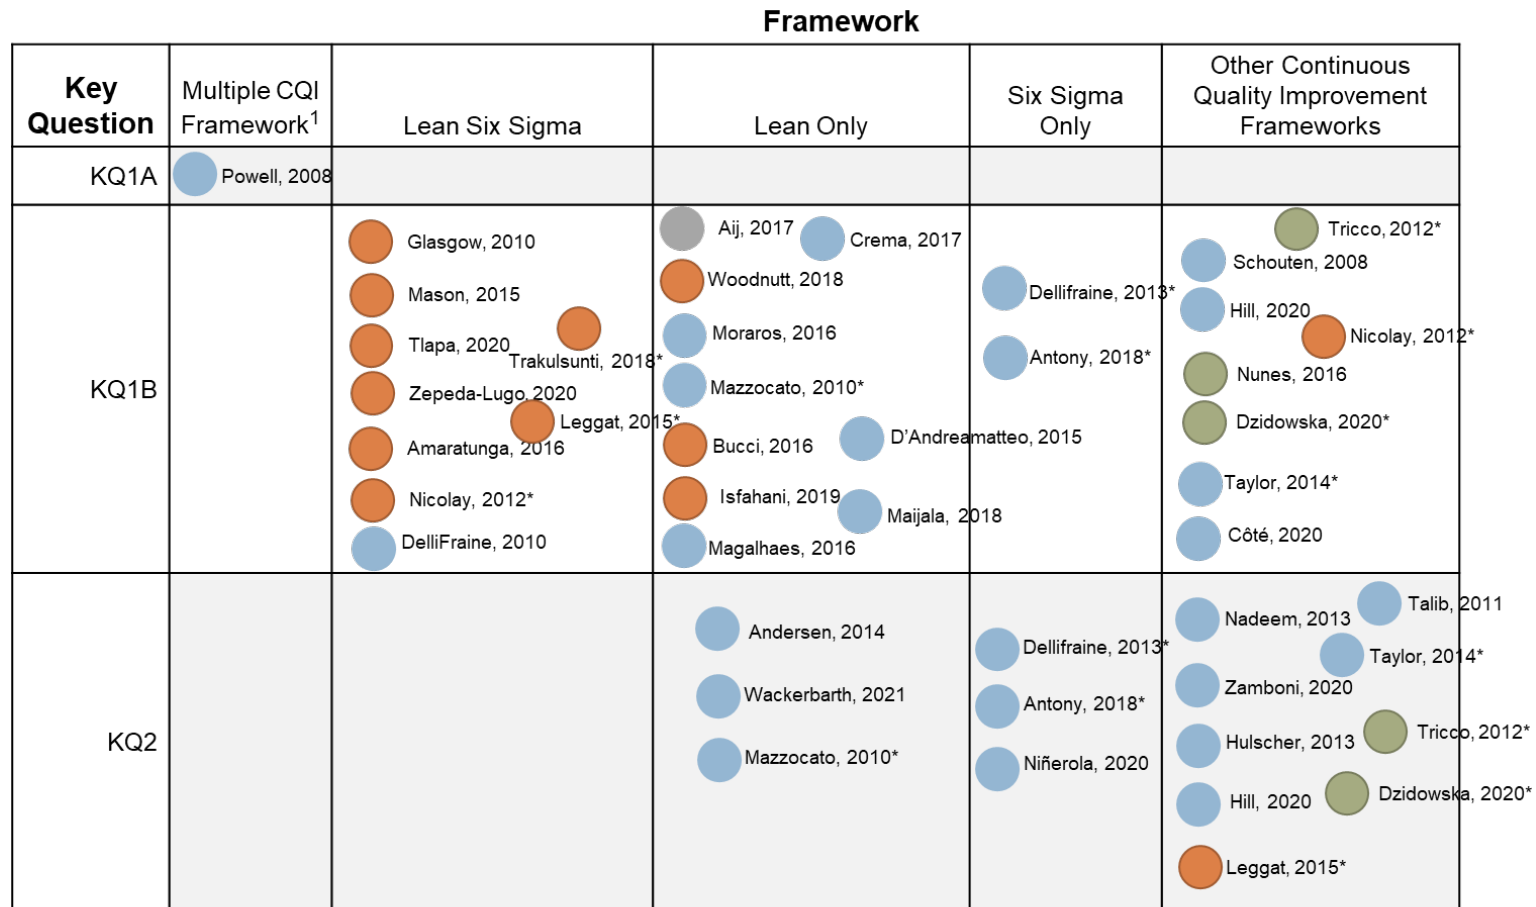 Framework
Key
Question
Multiple CQI
Framework1
Lean Six Sigma
Lean Only
Six Sigma
Only
Other Continuous
Quality Improvement
Frameworks
KQ1A
Powell, 2008
KQ1B
Glasgow, 2010
Mason, 2015
Tlapa, 2020
Trakulsunti, 2018*
Zepeda-Lugo, 2020
Leggat, 2015*
Amaratunga, 2016
Nicolay, 2012*
DelliFraine, 2010
Aij, 2017
Crema, 2017
Woodnutt, 2018
Moraros, 2016
Mazzocato, 2010*
D’Andreamatteo, 2015
Bucci, 2016
Isfahani, 2019
Maijala, 2018
Magalhaes, 2016
Dellifraine, 2013*
Antony, 2018*
Tricco, 2012*
Schouten, 2008
Hill, 2020
Nicolay, 2012*
Nunes, 2016
Dzidowska, 2020*
Taylor, 2014*
Côté, 2020
KQ2
Andersen, 2014
Wackerbarth, 2021
Mazzocato, 2010*
Dellifraine, 2013*
Antony, 2018*
Niñerola, 2020
Talib, 2011
Nadeem, 2013
Taylor, 2014*
Zamboni, 2020
Tricco, 2012*
Hulscher, 2013
Dzidowska, 2020*
Hill, 2020
Leggat, 2015*